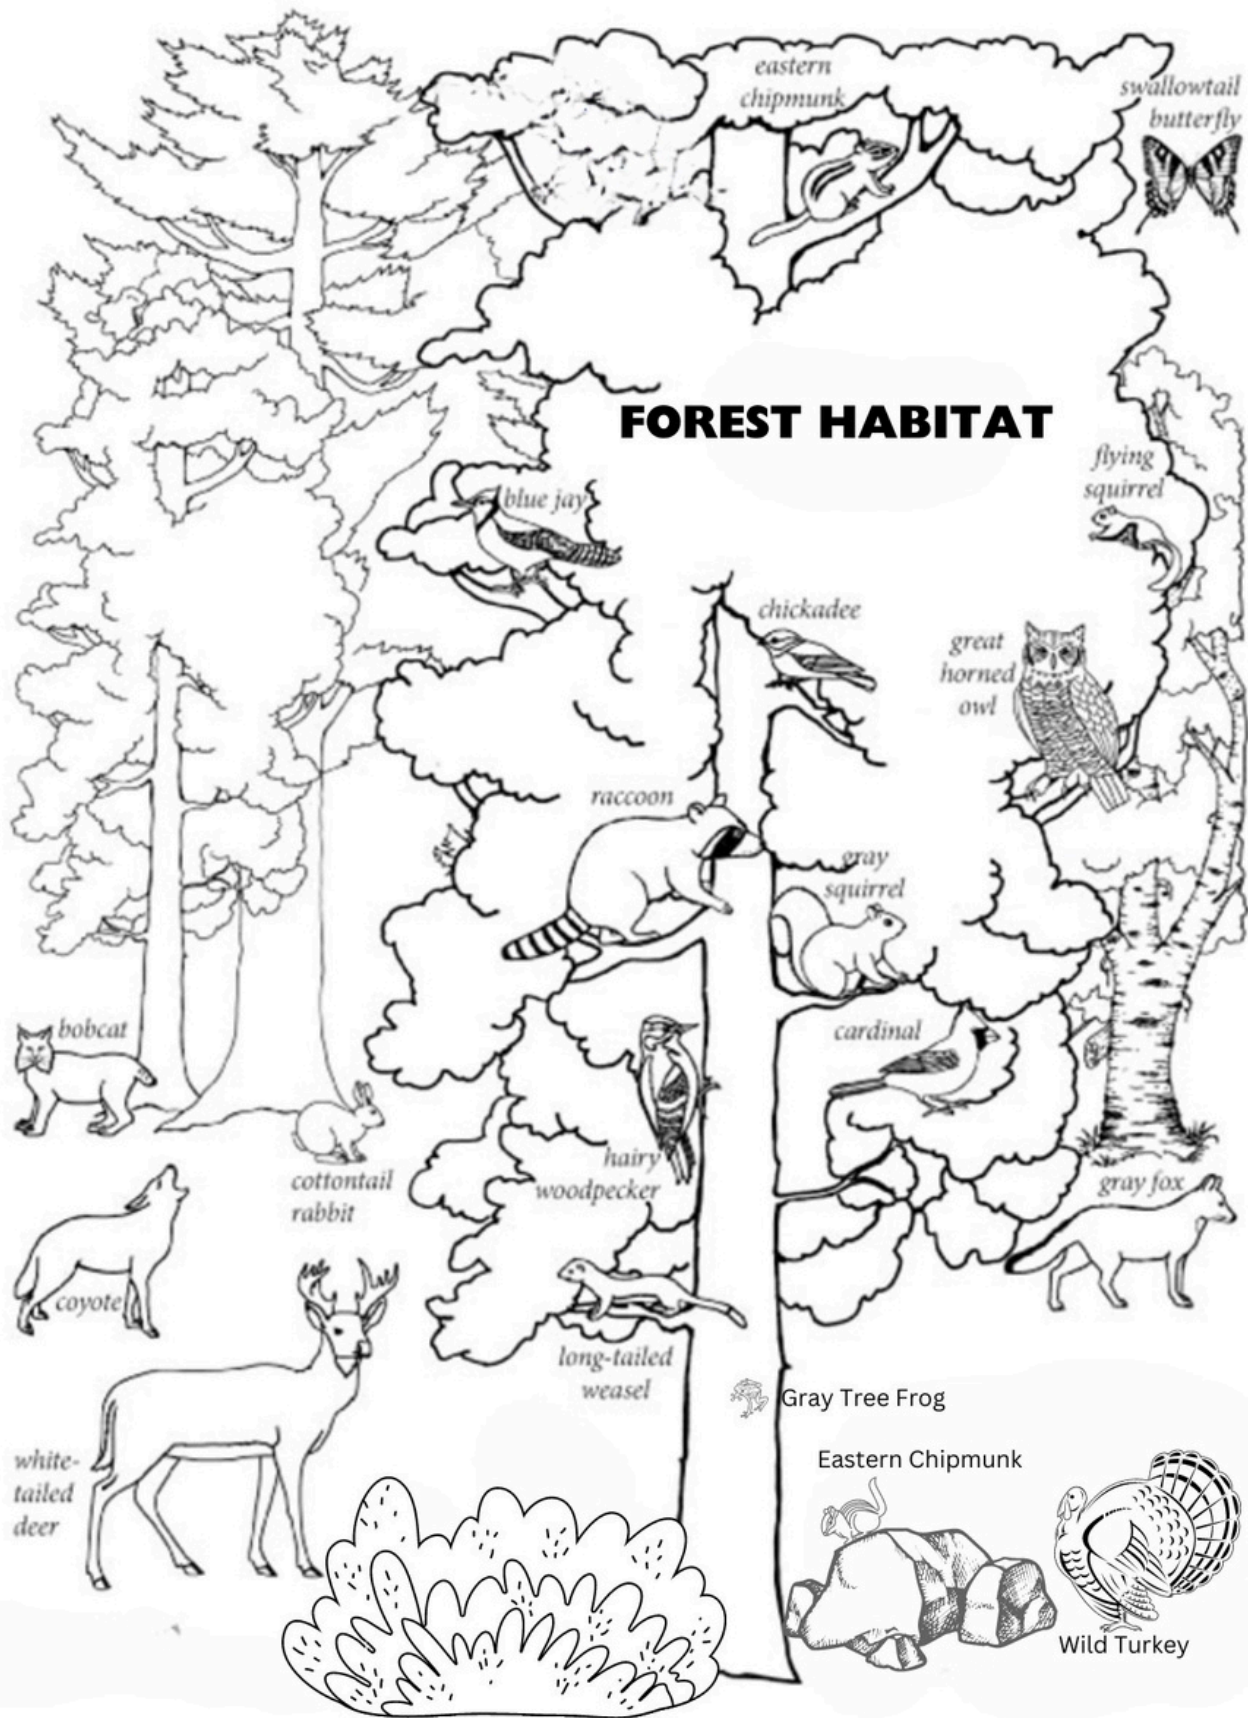 eastern
chipmunk
swallowtail
butterfly
FOREST HABITAT
flying
squirrel
blue jay
chickadee
great
horned
owl
raccoon
gray
squirrel
bobcat
cardinal
hairy
woodpecker
cottontail
rabbit
gray fox
coyote
long-tailed
weasel
Gray Tree Frog
Eastern Chipmunk
white-
tailed
deer
Wild Turkey